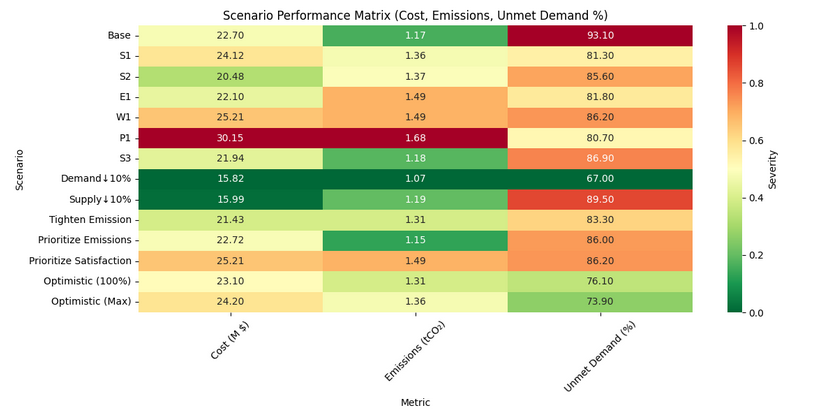 Scenario Performance Matrix (Cost, Emissions, Unmet Demand %)
Scenario
Base 22.70 1.17 93.10
S1 24.12 1.36 81.30
S2 20.48 1.37 85.60
E1 22.10 1.49 81.80
W1 25.21 1.49 86.20
P1 30.15 1.68 80.70
S3 21.94 1.18 86.90
Demand↓10% 15.82 1.07 67.00
Supply↓10% 15.99 1.19 89.50
Tighten Emission 21.43 1.31 83.30
Prioritize Emissions 22.72 1.15 86.00
Prioritize Satisfaction 25.21 1.49 86.20
Optimistic (100%) 23.10 1.31 76.10
Optimistic (Max) 24.20 1.36 73.90
Cost (M $) Emissions (tCO₂) Unmet Demand (%)
Metric
1.0
0.8
0.6
0.4
0.2
0.0
Severity